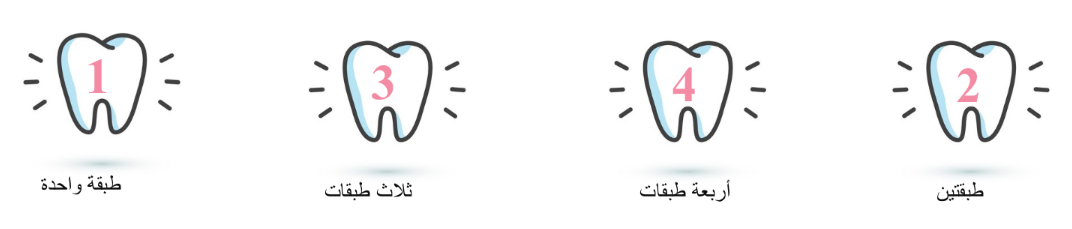 1
3
4
2
طبقة واحدة
ثلاث طبقات
أربعة طبقات
طبقتين